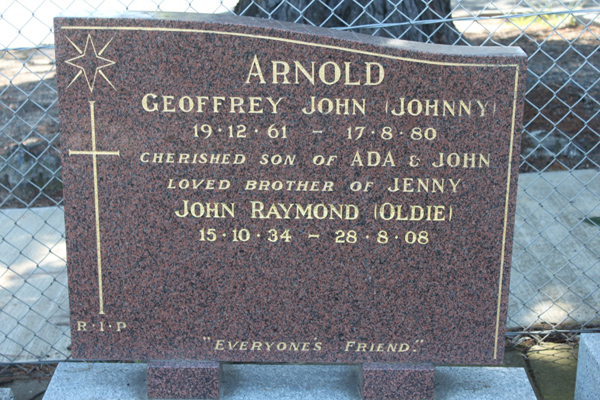 ARNOLD
GEOFFREY JOHN (JOHNNY)
19·12·61 – 17·8·80
CHERISHED SON OF ADA & JOHN
LOVED BROTHER OF JENNY
JOHN RAYMOND (OLDIE)
15·10·34 – 28·8·08
R·I·P
"EVERYONES FRIEND."